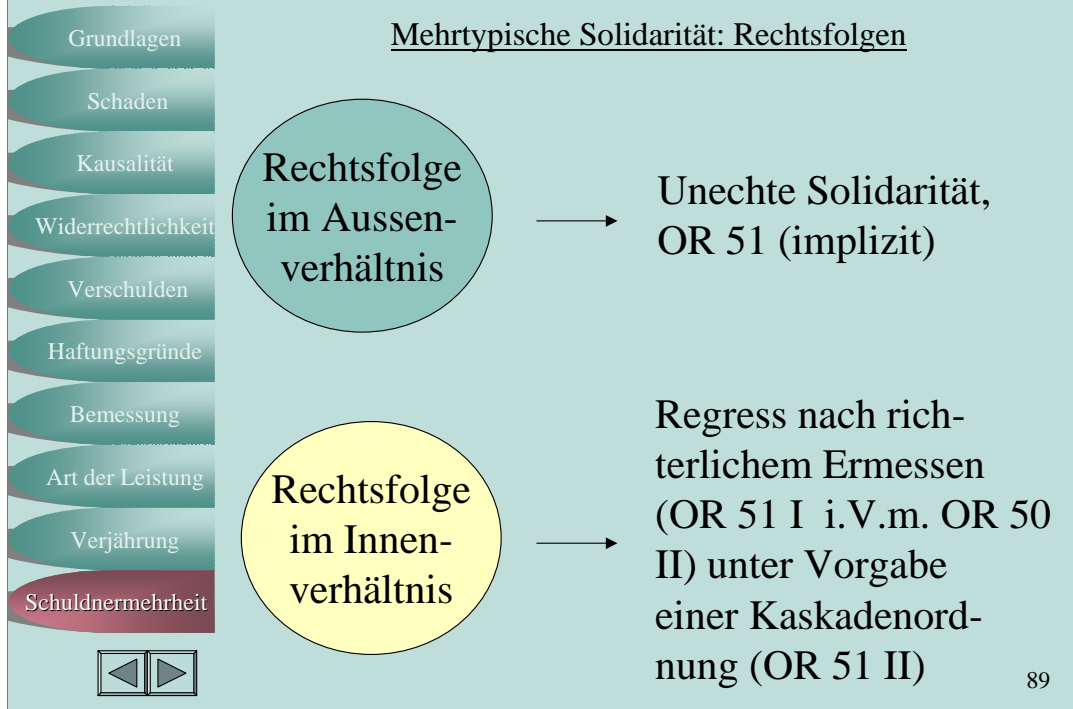 Grundlagen
Schaden
Kausalität
Widerrechtlichkeit
Verschulden
Haftungsgründe
Bemessung
Art der Leistung
Verjährung
Schuldnermehrheit
Mehrtypische Solidarität: Rechtsfolgen
Rechtsfolge
im Aussen-
verhältnis
Unechte Solidarität,
OR 51 (implizit)
Rechtsfolge
im Innen-
verhältnis
Regress nach rich-
terlichem Ermessen
(OR 51 I i.V.m. OR 50
II) unter Vorgabe
einer Kaskadenord-
nung (OR 51 II)
89